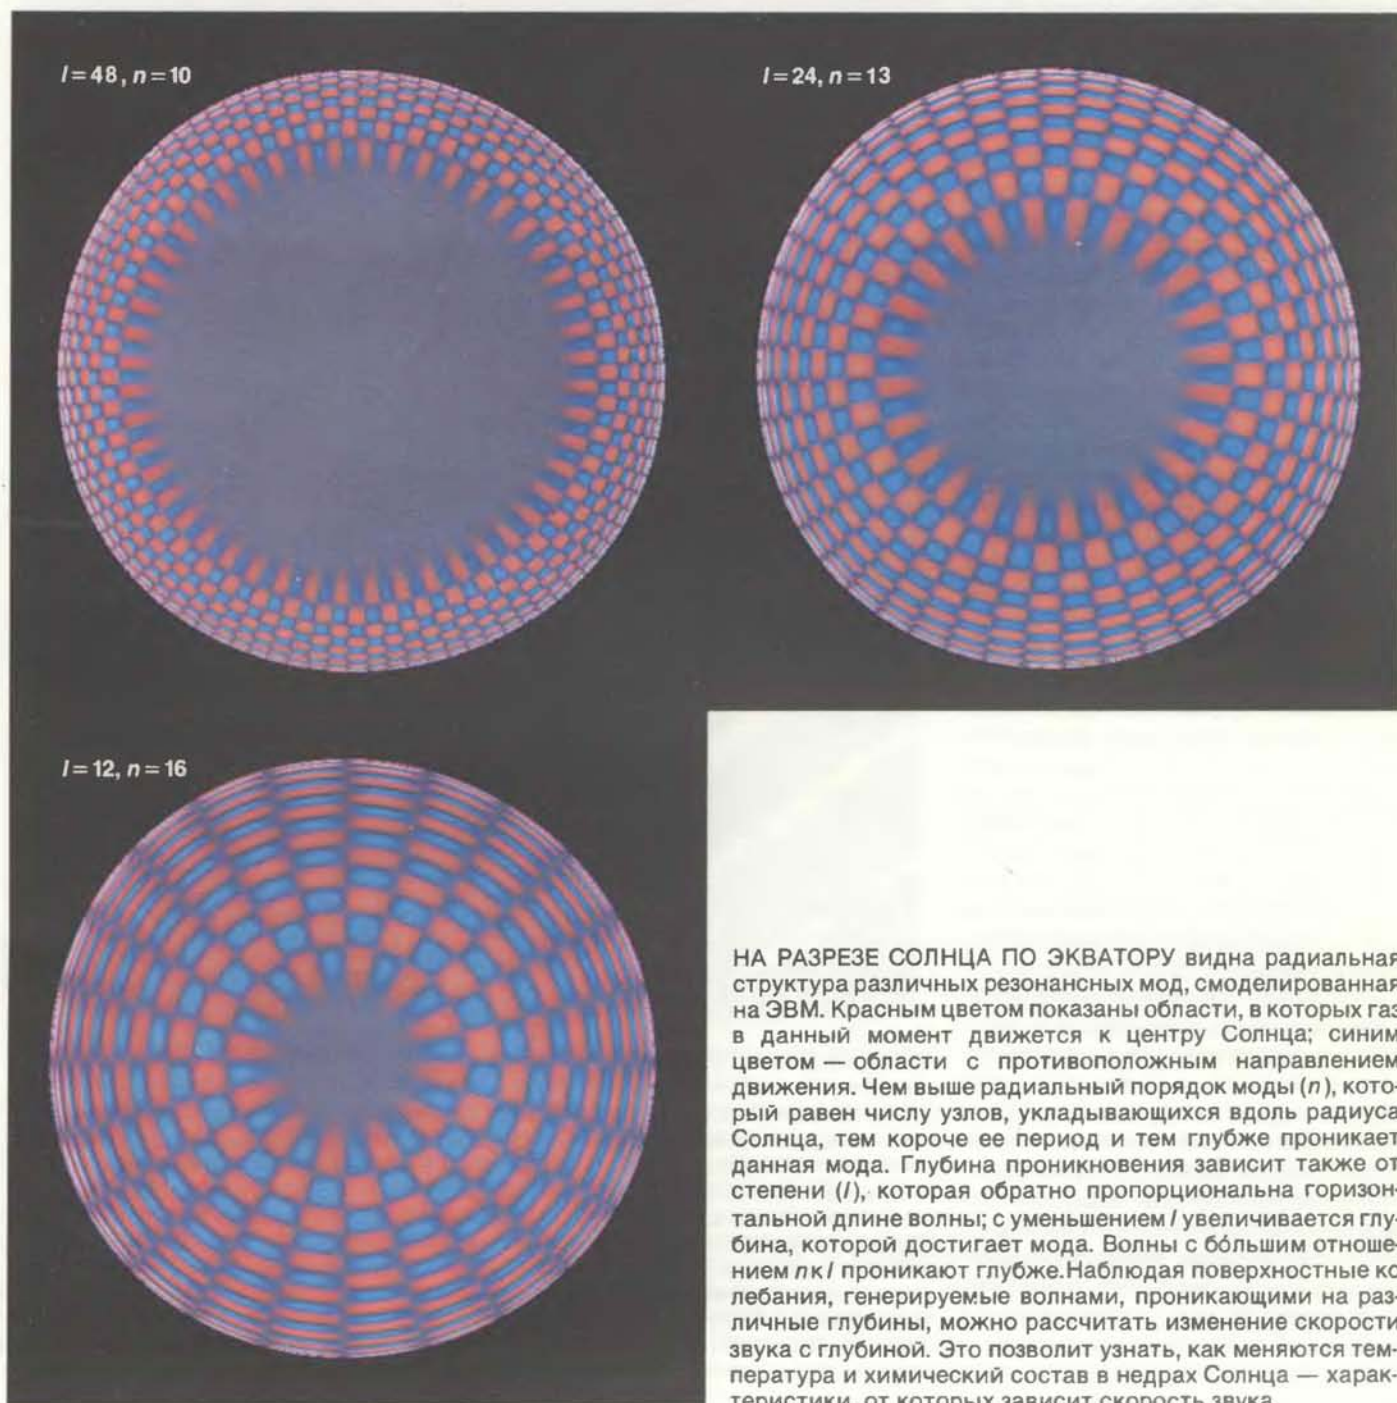 l=48, n=10
l=24, n=13
l=12, n=16
НА РАЗРЕЗЕ СОЛНЦА ПО ЭКВАТОРУ видна радиальная
структура различных резонансных мод, смоделированная
на ЭВМ. Красным цветом показаны области, в которых газ
в данный момент движется к центру Солнца; синим
цветом — области с противоположным направлением
движения. Чем выше радиальный порядок моды (n), кото-
рый равен числу узлов, укладывающихся вдоль радиуса
Солнца, тем короче ее период и тем глубже проникает
данная мода. Глубина проникновения зависит также от
степени (l), которая обратно пропорциональна горизон-
тальной длине волны; с уменьшением l увеличивается глу-
бина, которой достигает мода. Волны с бо́льшим отноше-
нием n к l проникают глубже. Наблюдая поверхностные ко
лебания, генерируемые волнами, проникающими на раз-
личные глубины, можно рассчитать изменение скорости
звука с глубиной. Это позволит узнать, как меняются тем-
пература и химический состав в недрах Солнца — харак-
теристики, от которых зависит скорость звука